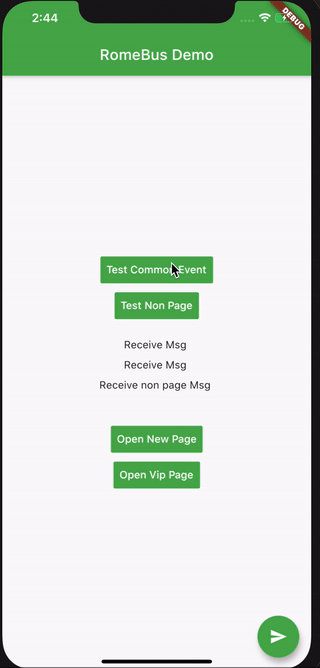 2:44
DEBUG
RomeBus Demo
Test Common Event
Test Non Page
Receive Msg
Receive Msg
Receive non page Msg
Open New Page
Open Vip Page